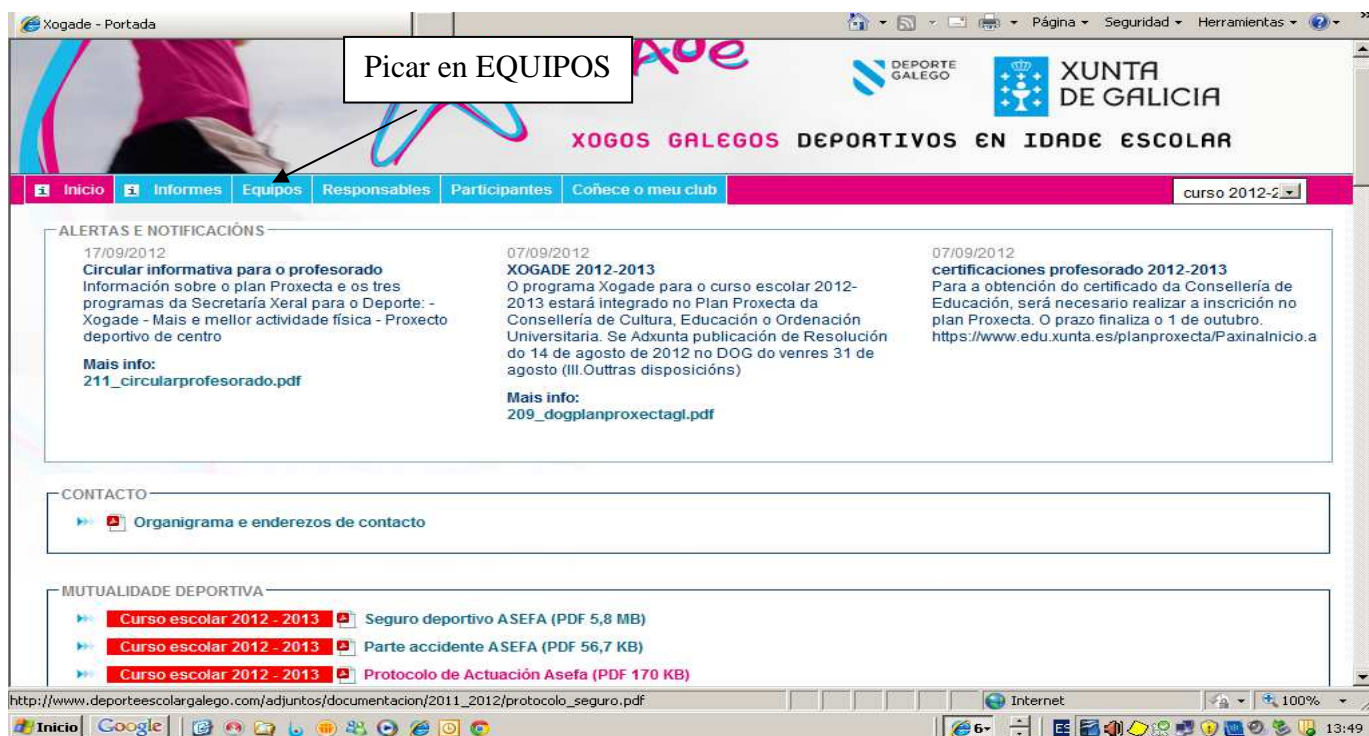 Xogade - Portada
Página
Seguridad
Herramientas
Picar en EQUIPOS
ade
DEPORTE
GALEGO
XUNTA
DE GALICIA
XOGOS GALEGOS DEPORTIVOS EN IDADE ESCOLAR
Inicio Informes Equipos Responsables Participantes Coñece o meu club
curso 2012-2
ALERTAS E NOTIFICACIÓNS
17/09/2012
Circular informativa para o profesorado
Información sobre o plan Proxecta e os tres
programas da Secretaría Xeral para o Deporte: -
Xogade - Mais e mellor actividade física - Proxecto
deportivo de centro
Mais info:
211_circularprofesorado.pdf
07/09/2012
XOGADE 2012-2013
O programa Xogade para o curso escolar 2012-
2013 estará integrado no Plan Proxecta da
Consellería de Cultura, Educación o Ordenación
Universitaria. Se Adxunta publicación de Resolución
do 14 de agosto de 2012 no DOG do venres 31 de
agosto (III.Outtras disposicións)
Mais info:
209_dogplanproxectagl.pdf
07/09/2012
certificaciones profesorado 2012-2013
Para a obtención do certificado da Consellería de
Educación, será necesario realizar a inscrición no
plan Proxecta. O prazo finaliza o 1 de outubro.
https://www.edu.xunta.es/planproxecta/PaxinaInicio.a
CONTACTO
Organigrama e enderezos de contacto
MUTUALIDADE DEPORTIVA
Curso escolar 2012 - 2013 Seguro deportivo ASEFA (PDF 5,8 MB)
Curso escolar 2012 - 2013 Parte accidente ASEFA (PDF 56,7 KB)
Curso escolar 2012 - 2013 Protocolo de Actuación Asefa (PDF 170 KB)
http://www.deporteescolargalego.com/adjuntos/documentacion/2011_2012/protocolo_seguro.pdf
Internet
100%
Inicio Google
6
ES
13:49